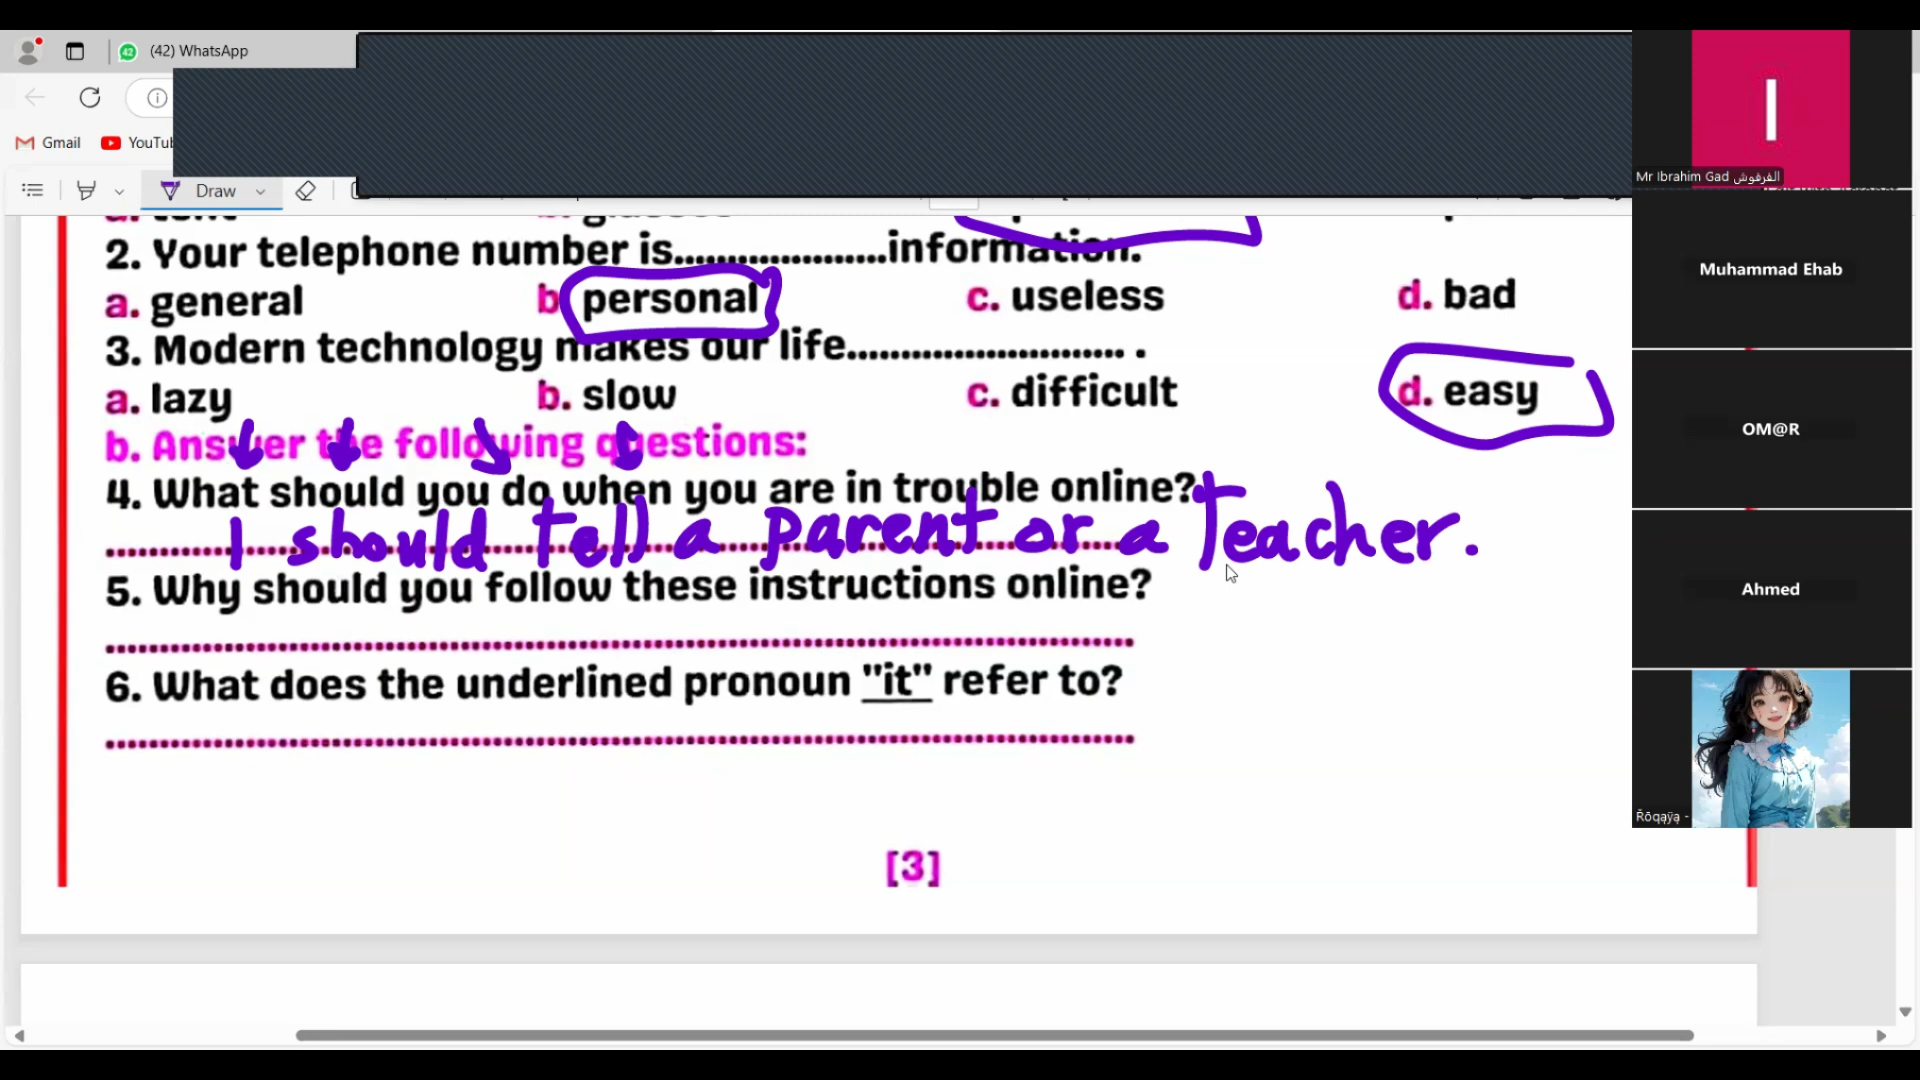 (42) WhatsApp
Gmail
Draw
Mr Ibrahim Gad الفرفوش
2. Your telephone number is...................information.
a. general b personal c. useless d. bad
3. Modern technology makes our life......................... .
a. lazy b. slow c. difficult d. easy
b. Answer the following questions:
4. What should you do when you are in trouble online?
I should tell a parent or a Teacher.
5. Why should you follow these instructions online?
6. What does the underlined pronoun "it" refer to?
[3]
Muhammad Ehab
OM@R
Ahmed
Řōqąÿą -